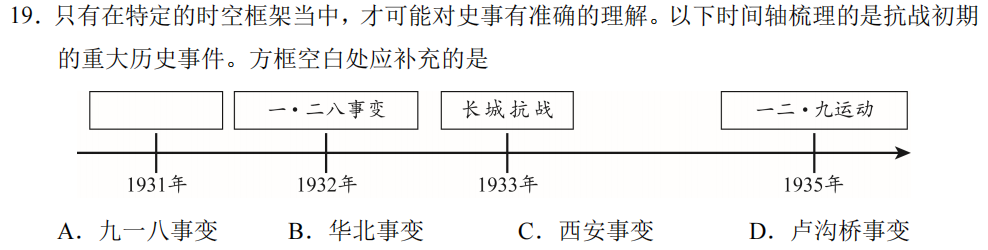 19．只有在特定的时空框架当中，才可能对史事有准确的理解。以下时间轴梳理的是抗战初期
的重大历史事件。方框空白处应补充的是
一·二八事变 长城抗战 一二·九运动
1931年 1932年 1933年 1935年
A．九一八事变 B．华北事变 C．西安事变 D．卢沟桥事变